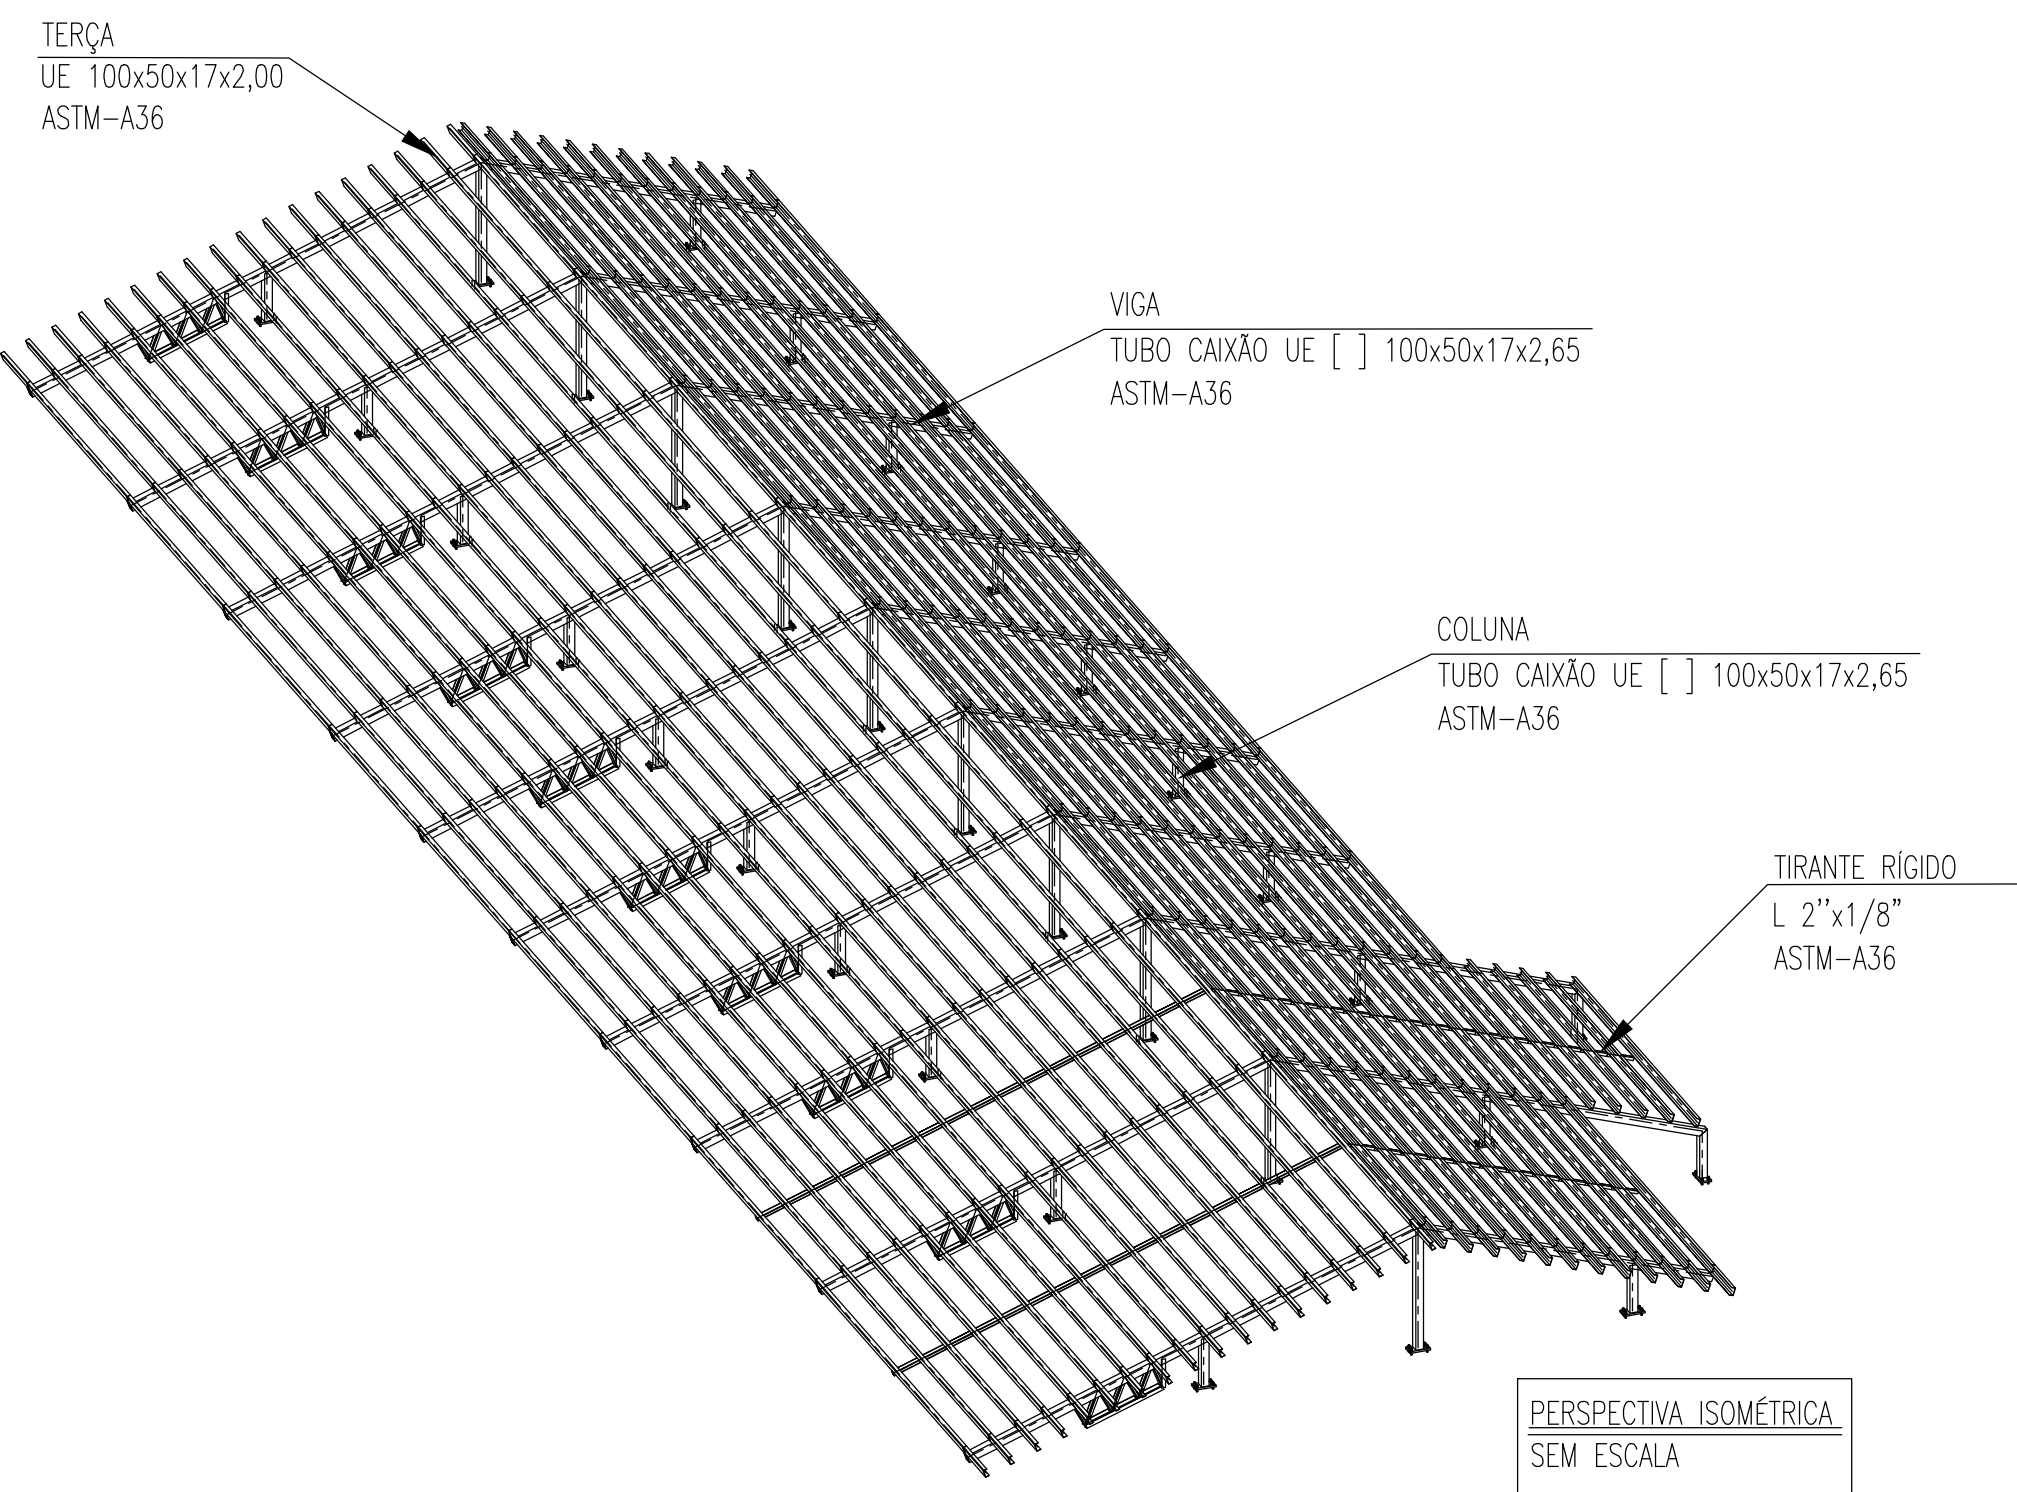 TERÇA
UE 100x50x17x2,00
ASTM-A36
VIGA
TUBO CAIXÃO UE [ ] 100x50x17x2,65
ASTM-A36
COLUNA
TUBO CAIXÃO UE [ ] 100x50x17x2,65
ASTM-A36
TIRANTE RÍGIDO
L 2''x1/8"
ASTM-A36
PERSPECTIVA ISOMÉTRICA
SEM ESCALA